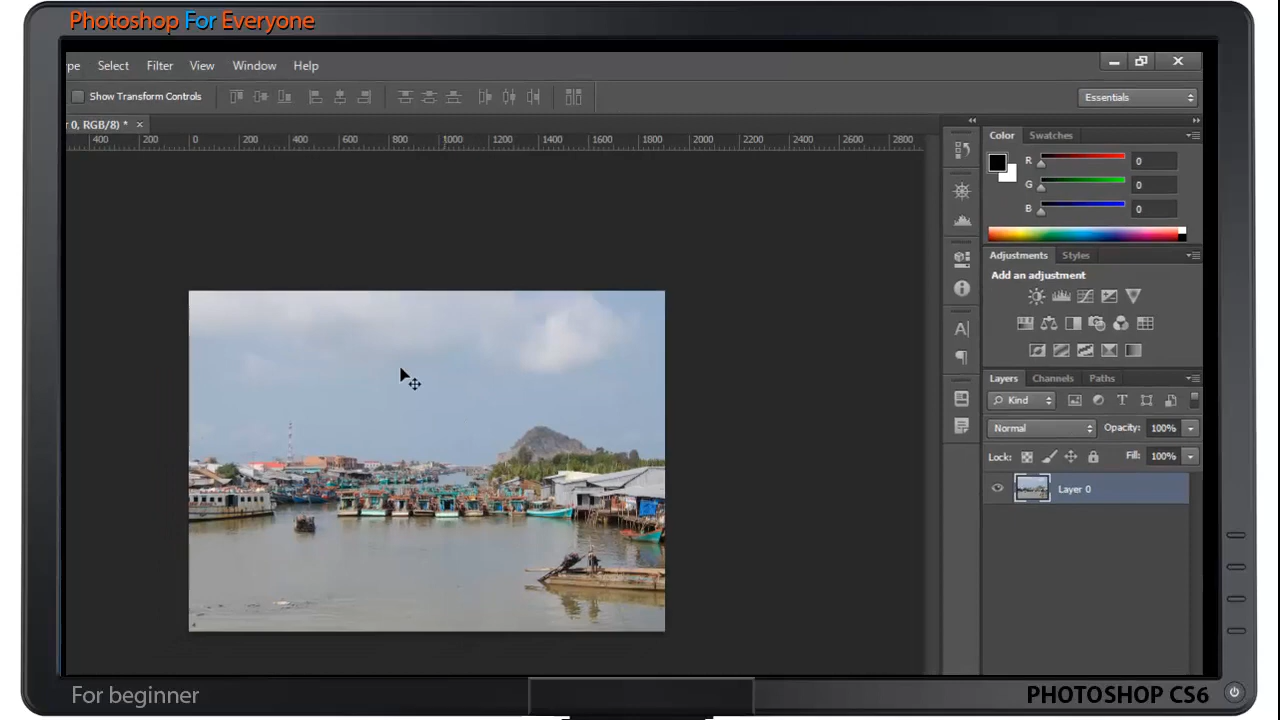 Photoshop For Everyone
pe Select Filter View Window Help
Show Transform Controls
Essentials
r 0, RGB/8) * ×
400 200 0 200 400 600 800 1000 1200 1400 1600 1800 2000 2200 2400 2600 2800
Color Swatches
R 0
G 0
B 0
Adjustments Styles
Add an adjustment
Layers Channels Paths
Kind
Normal Opacity: 100%
Lock: Fill: 100%
Layer 0
For beginner
PHOTOSHOP CS6